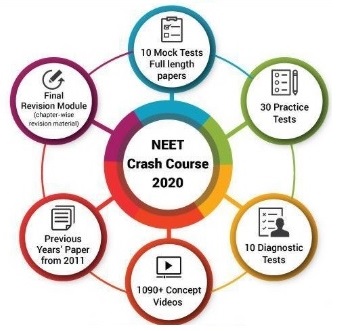 10 Mock Tests
Full length
papers
30 Practice
Tests
10 Diagnostic
Tests
1090+ Concept
Videos
Previous
Years' Paper
from 2011
Final
Revision Module
(chapter-wise
revision material)
NEET
Crash Course
2020